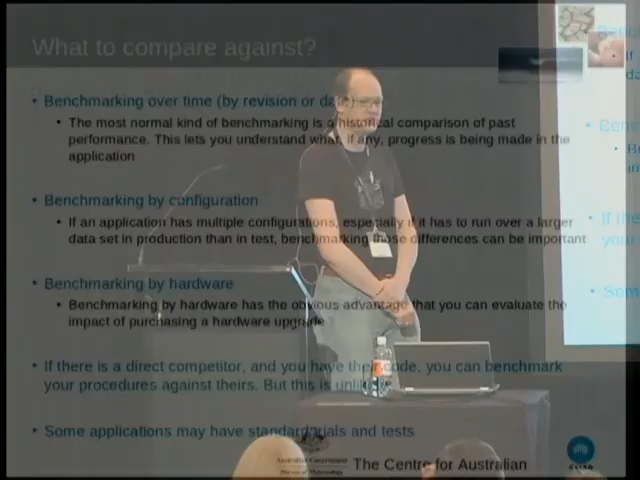 What to compare against?
• Benchmarking over time (by revision or date)
• The most normal kind of benchmarking is a historical comparison of past
performance. This lets you understand what, if any, progress is being made in the
application
• Benchmarking by configuration
• If an application has multiple configurations, especially if it has to run over a larger
data set in production than in test, benchmarking those differences can be important
• Benchmarking by hardware
• Benchmarking by hardware has the obvious advantage that you can evaluate the
impact of purchasing a hardware upgrade
• If there is a direct competitor, and you have their code, you can benchmark
your procedures against theirs. But this is unlikely
• Some applications may have standard trials and tests
Australian Government
The Centre for Australian